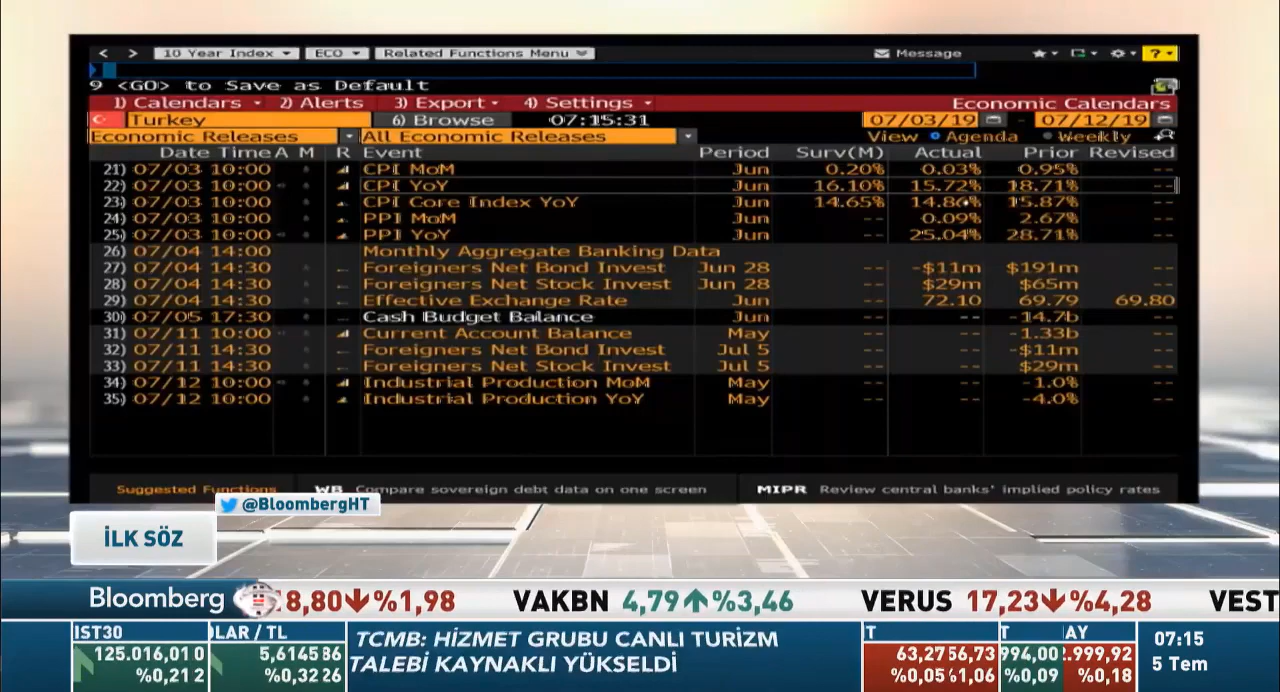 < > 10 Year Index ECO Related Functions Menu Message ?
9 <GO> to Save as Default
1) Calendars 2) Alerts 3) Export 4) Settings Economic Calendars
Turkey 6) Browse 07:15:31 07/03/19 - 07/12/19
Economic Releases All Economic Releases View Agenda Weekly
Date Time A M R Event Period Surv(M) Actual Prior Revised
21) 07/03 10:00 CPI MoM Jun 0.20% 0.03% 0.95% --
22) 07/03 10:00 CPI YoY Jun 16.10% 15.72% 18.71% --
23) 07/03 10:00 CPI Core Index YoY Jun 14.65% 14.86% 15.87% --
24) 07/03 10:00 PPI MoM Jun -- 0.09% 2.67% --
25) 07/03 10:00 PPI YoY Jun -- 25.04% 28.71% --
26) 07/04 14:00 Monthly Aggregate Banking Data
27) 07/04 14:30 Foreigners Net Bond Invest Jun 28 -- -$11m $191m --
28) 07/04 14:30 Foreigners Net Stock Invest Jun 28 -- $29m $65m --
29) 07/04 14:30 Effective Exchange Rate Jun -- 72.10 69.79 69.80
30) 07/05 17:30 Cash Budget Balance Jun -- -- -14.7b --
31) 07/11 10:00 Current Account Balance May -- -- -1.33b --
32) 07/11 14:30 Foreigners Net Bond Invest Jul 5 -- -- -$11m --
33) 07/11 14:30 Foreigners Net Stock Invest Jul 5 -- -- $29m --
34) 07/12 10:00 Industrial Production MoM May -- -- -1.0% --
35) 07/12 10:00 Industrial Production YoY May -- -- -4.0% --
Suggested Functions WB Compare sovereign debt data on one screen MIPR Review central banks' implied policy rates
@BloombergHT
İLK SÖZ
Bloomberg 8,80 %1,98 VAKBN 4,79 %3,46 VERUS 17,23 %4,28 VEST
IST30 LAR / TL T T AY
TCMB: HİZMET GRUBU CANLI TURİZM
TALEBİ KAYNAKLI YÜKSELDİ
125.016,01
%0,21 %0,32
%0,09 2.999,92
%0,18
07:15
5 Tem